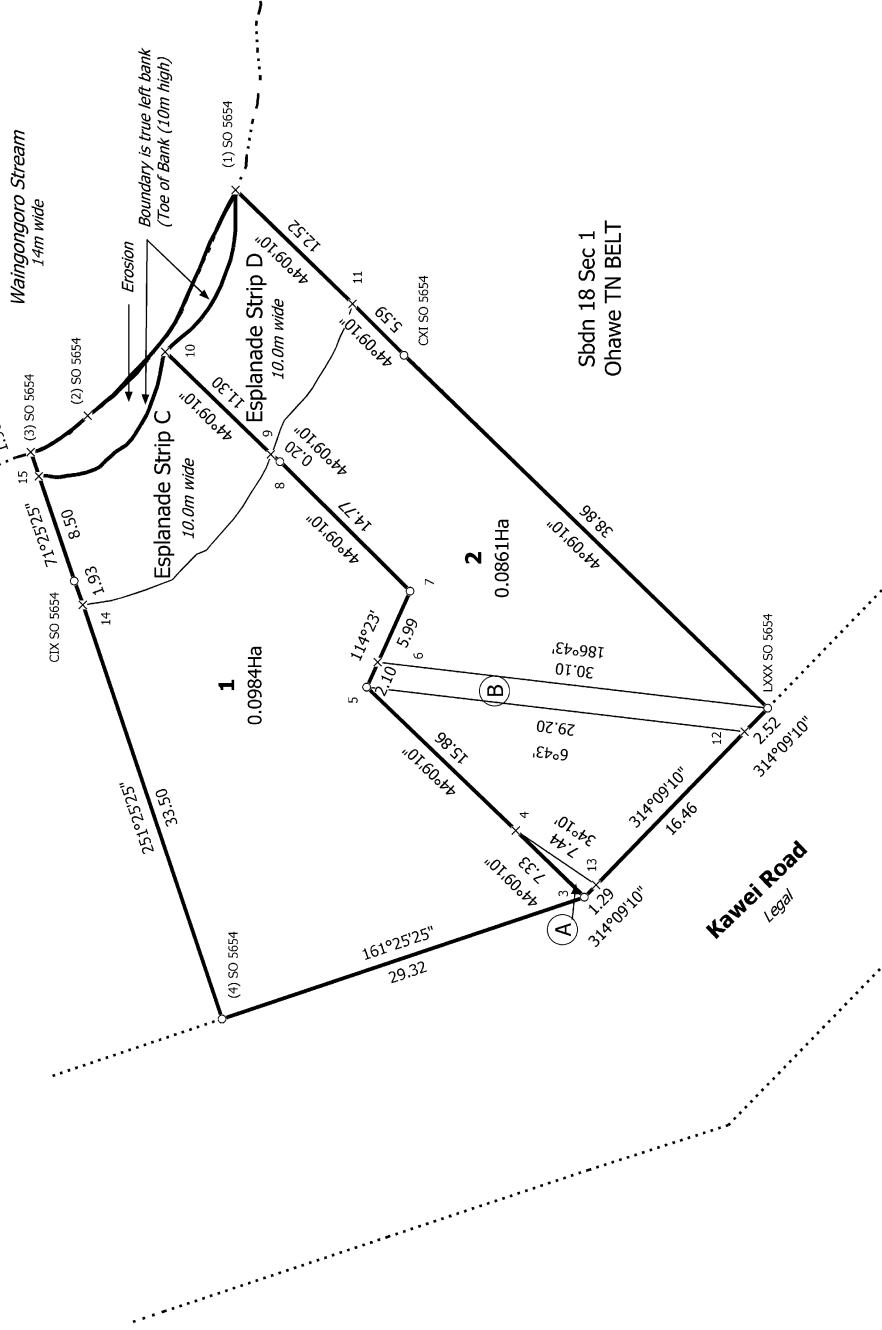 Waingongoro Stream
14m wide
Erosion
Boundary is true left bank
(Toe of Bank (10m high)
(1) SO 5654
(2) SO 5654
(3) SO 5654
15
71°25'25"
8.50
CIX SO 5654
1.93
14
Esplanade Strip C
10.0m wide
Esplanade Strip D
10.0m wide
10
11.30
44°09'10"
9
0.20
44°09'10"
8
12.52
44°09'10"
11
5.59
44°09'10"
CXI SO 5654
Sbdn 18 Sec 1
Ohawe TN BELT
14.77
44°09'10"
7
38.86
44°09'10"
2
0.0861Ha
1
0.0984Ha
114°23'
5.99
6
2.10
5
186°43'
30.10
B
29.20
6°43'
LXXX SO 5654
12
2.52
314°09'10"
15.86
44°09'10"
4
314°09'10"
16.46
34°10'
7.44
7.33
44°09'10"
13
3
1.29
314°09'10"
A
251°25'25"
33.50
(4) SO 5654
161°25'25"
29.32
Kawei Road
Legal